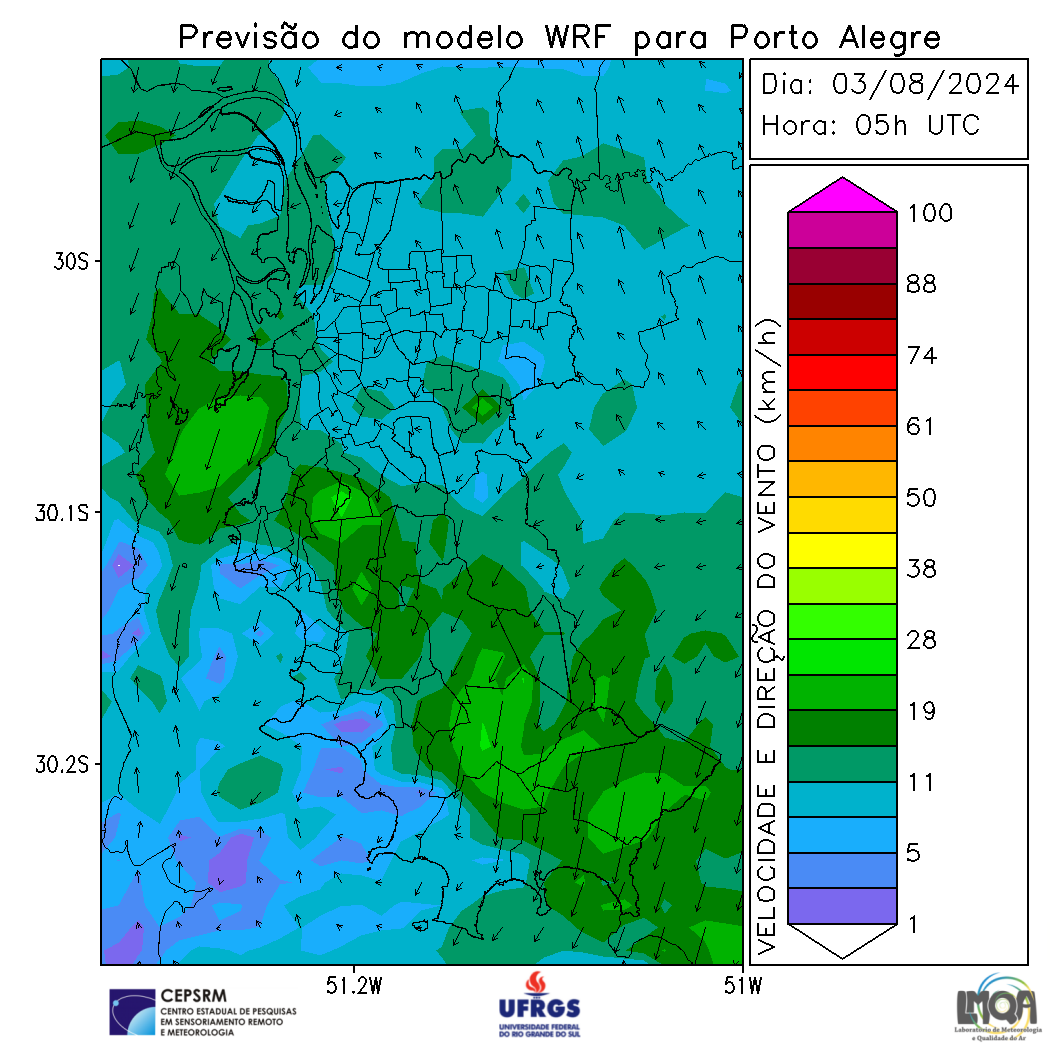 Previsão do modelo WRF para Porto Alegre
Dia: 03/08/2024
Hora: 05h UTC
30S
30.1S
30.2S
51.2W
51W
VELOCIDADE E DIREÇÃO DO VENTO (km/h)
100
88
74
61
50
38
28
19
11
5
1
CEPSRM
CENTRO ESTADUAL DE PESQUISAS
EM SENSORIAMENTO REMOTO
E METEOROLOGIA
UFRGS
UNIVERSIDADE FEDERAL
DO RIO GRANDE DO SUL
LMQA
Laboratório de Meteorologia
e Qualidade do Ar